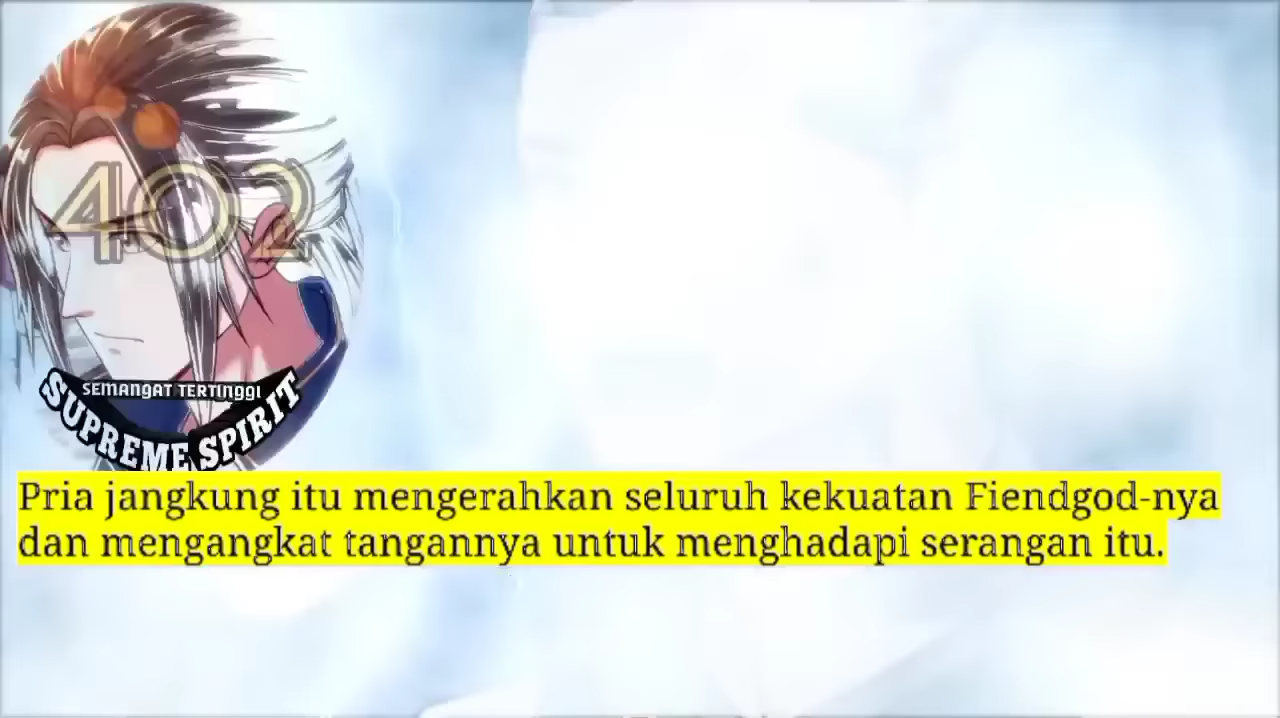 402
SEMANGAT TERTINGGI
SUPREME SPIRIT
Pria jangkung itu mengerahkan seluruh kekuatan Fiendgod-nya
dan mengangkat tangannya untuk menghadapi serangan itu.